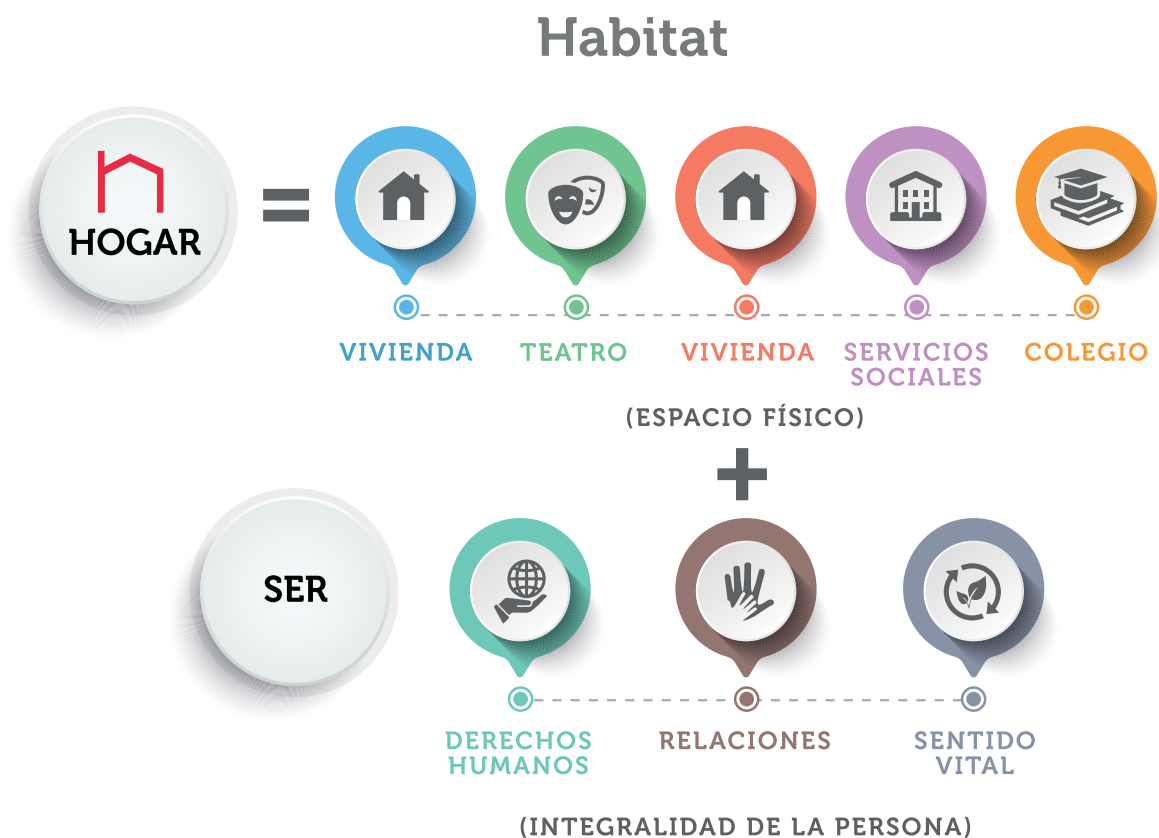 Habitat
HOGAR
=
VIVIENDA
TEATRO
VIVIENDA
SERVICIOS
SOCIALES
COLEGIO
(ESPACIO FÍSICO)
+
SER
DERECHOS
HUMANOS
RELACIONES
SENTIDO
VITAL
(INTEGRALIDAD DE LA PERSONA)